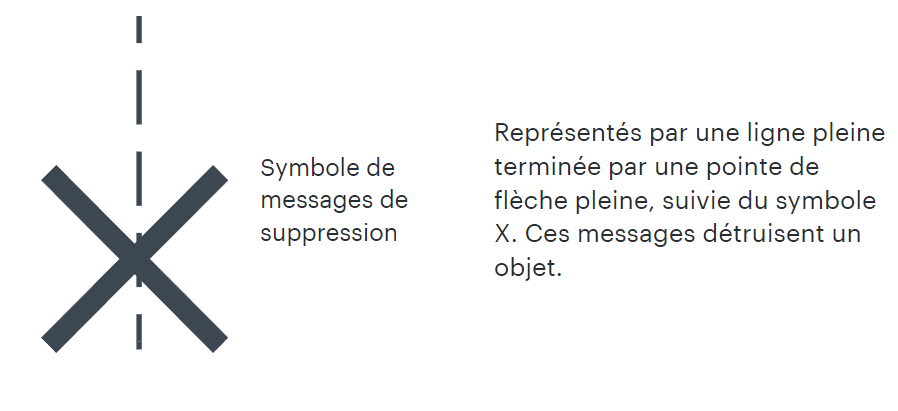 Symbole de
messages de
suppression
Représentés par une ligne pleine
terminée par une pointe de
flèche pleine, suivie du symbole
X. Ces messages détruisent un
objet.